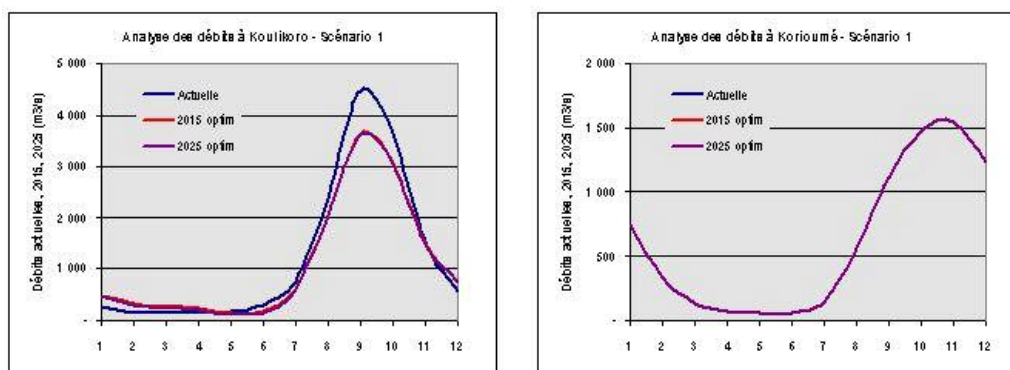 Analyse des débits à Koulikoro - Scénario 1
Débits actuelles, 2015, 2025 (m3/s)
5 000
4 000
3 000
2 000
1 000
-
Actuelle
2015 optim
2025 optim
1 2 3 4 5 6 7 8 9 10 11 12
Analyse des débits à Korioumé - Scénario 1
Débits actuelles, 2015, 2025 (m3/s)
2 000
1 500
1 000
500
-
Actuelle
2015 optim
2025 optim
1 2 3 4 5 6 7 8 9 10 11 12